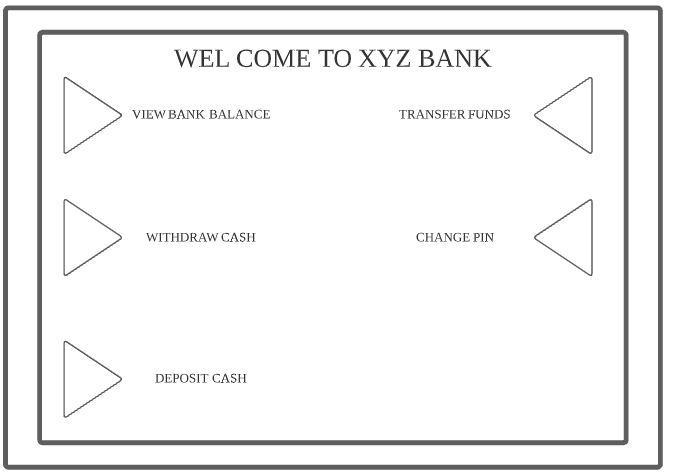 WEL COME TO XYZ BANK
VIEW BANK BALANCE
TRANSFER FUNDS
WITHDRAW CASH
CHANGE PIN
DEPOSIT CASH